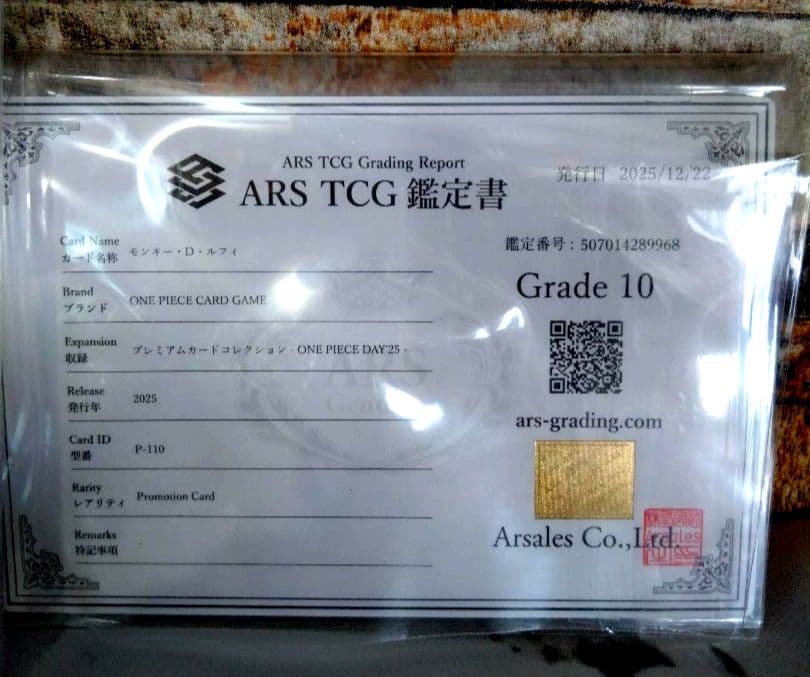 ARS TCG Grading Report
ARS TCG 鑑定書
発行日 2025/12/22
鑑定番号：507014289968
Grade 10
Card Name
カード名称
モンキー・D・ルフィ
Brand
ブランド
ONE PIECE CARD GAME
Expansion
収録
プレミアムカードコレクション - ONE PIECE DAY'25 -
Release
発行年
2025
Card ID
型番
P-110
Rarity
レアリティ
Promotion Card
Remarks
特記事項
ARS
ars-grading.com
Arsales Co.,Ltd.
Arsales